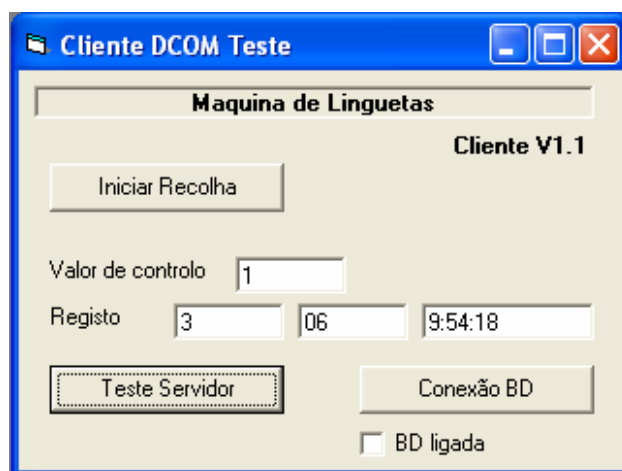 Cliente DCOM Teste
Maquina de Linguetas
Cliente V1.1
Iniciar Recolha
Valor de controlo 1
Registo 3 06 9:54:18
Teste Servidor Conexão BD
BD ligada